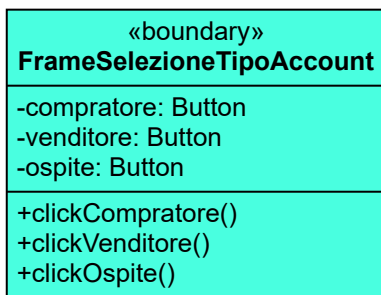 «boundary»
FrameSelezioneTipoAccount
-compratore: Button
-venditore: Button
-ospite: Button
+clickCompratore()
+clickVenditore()
+clickOspite()